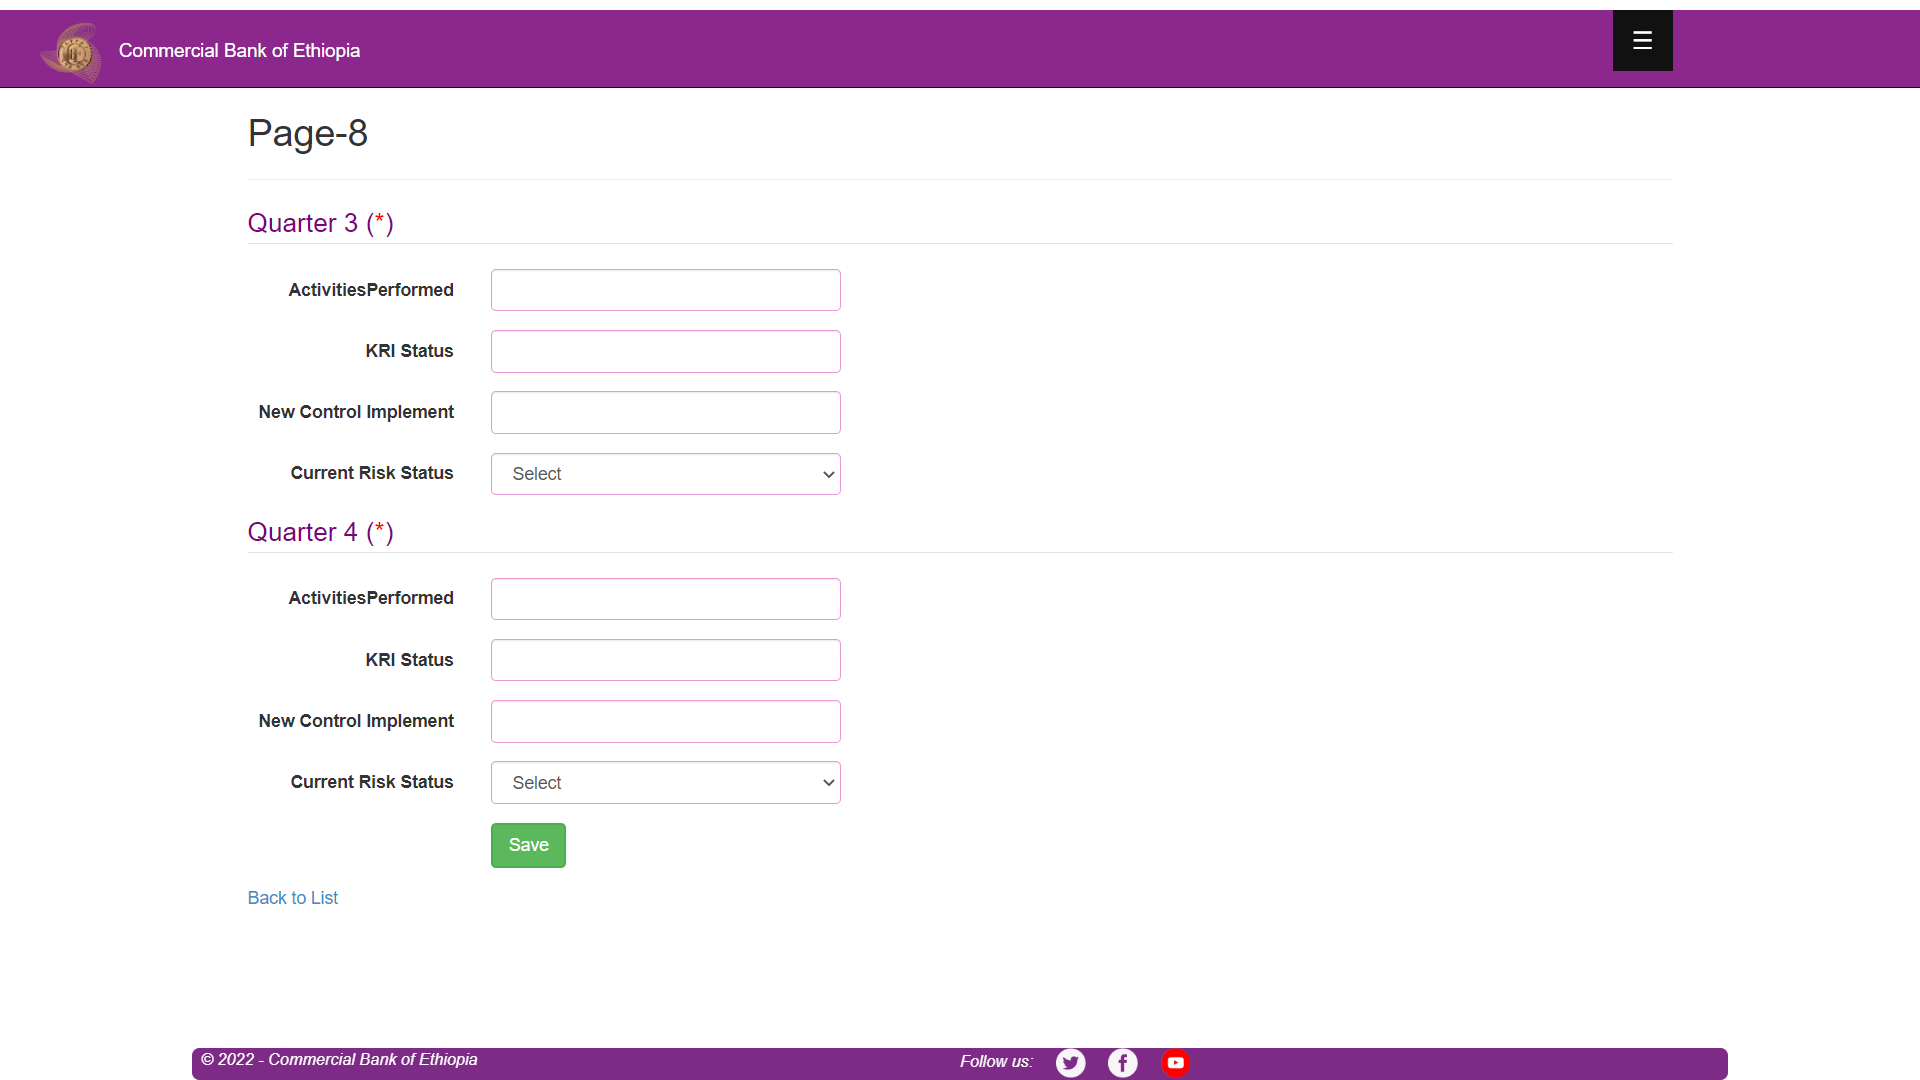 Commercial Bank of Ethiopia
☰
Page-8
Quarter 3 (*)
ActivitiesPerformed
KRI Status
New Control Implement
Current Risk Status Select
Quarter 4 (*)
ActivitiesPerformed
KRI Status
New Control Implement
Current Risk Status Select
Save
Back to List
© 2022 - Commercial Bank of Ethiopia Follow us: